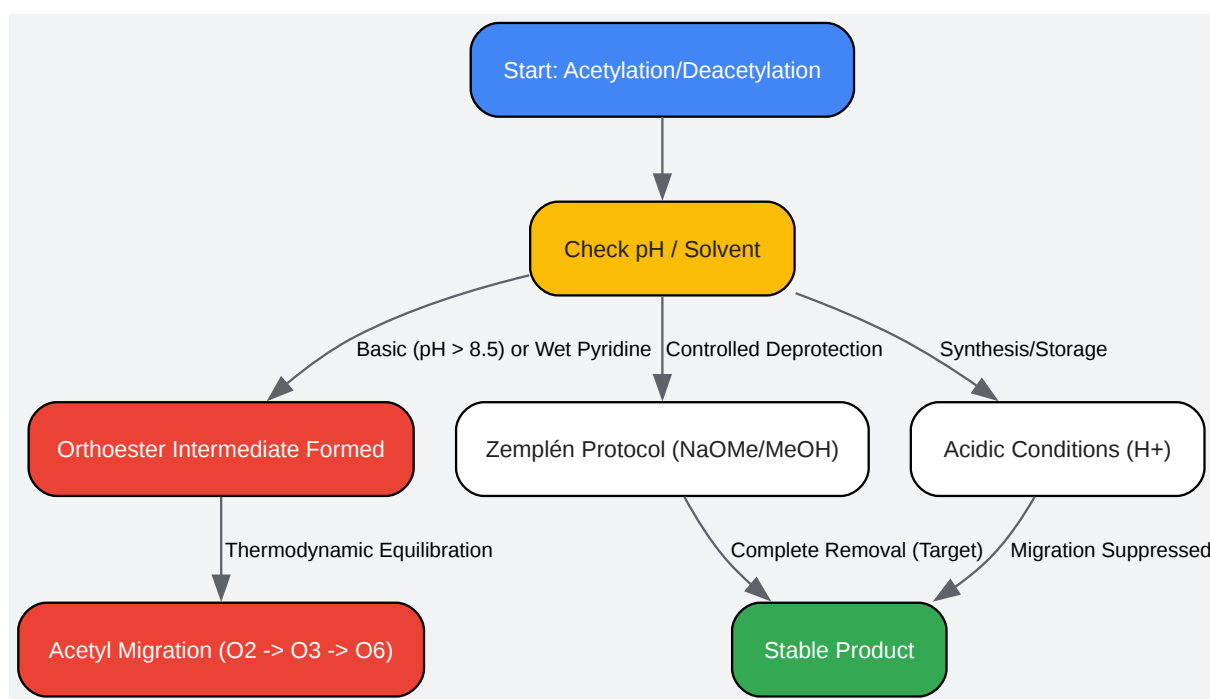 Start: Acetylation/Deacetylation
Check pH / Solvent
Basic (pH > 8.5) or Wet Pyridine
Controlled Deprotection
Synthesis/Storage
Orthoester Intermediate Formed
Zemplén Protocol (NaOMe/MeOH)
Acidic Conditions (H+)
Thermodynamic Equilibration
Complete Removal (Target)
Migration Suppressed
Acetyl Migration (O2 -> O3 -> O6)
Stable Product